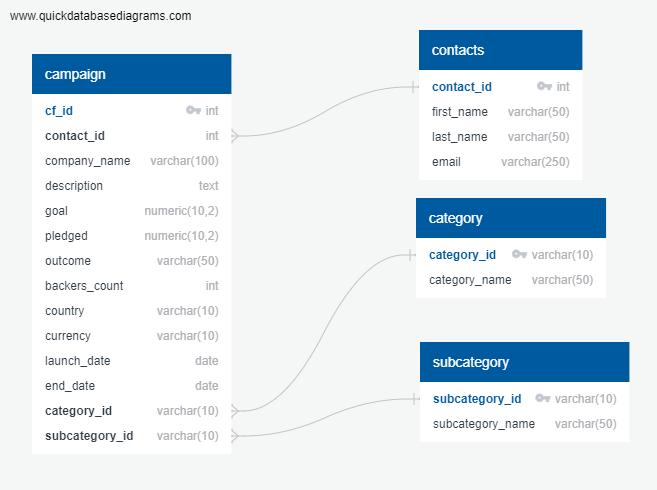 www.quickdatabasediagrams.com
campaign
cf_id int
contact_id int
company_name varchar(100)
description text
goal numeric(10,2)
pledged numeric(10,2)
outcome varchar(50)
backers_count int
country varchar(10)
currency varchar(10)
launch_date date
end_date date
category_id varchar(10)
subcategory_id varchar(10)
contacts
contact_id int
first_name varchar(50)
last_name varchar(50)
email varchar(250)
category
category_id varchar(10)
category_name varchar(50)
subcategory
subcategory_id varchar(10)
subcategory_name varchar(50)